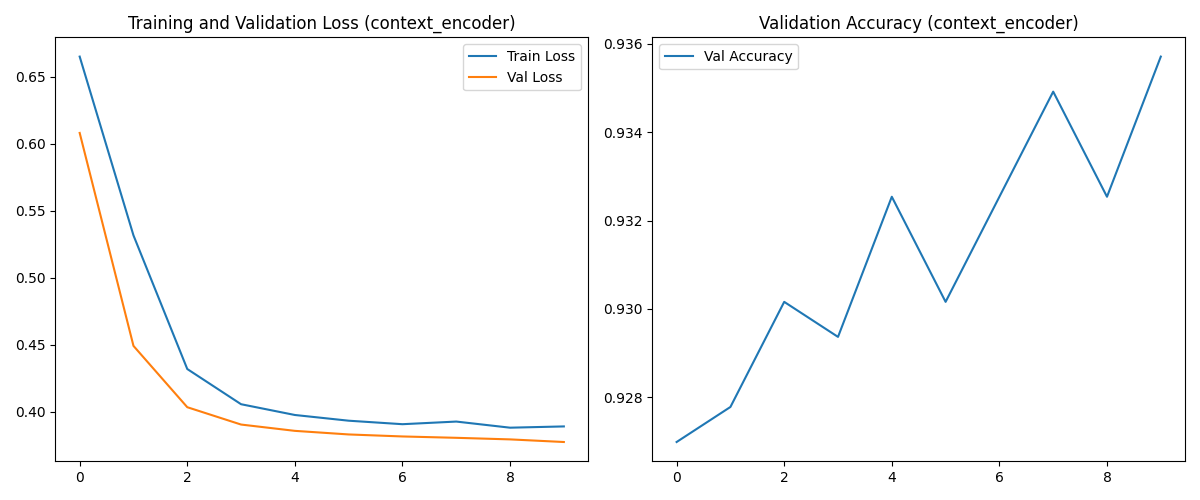 Training and Validation Loss (context_encoder)
Train Loss
Val Loss
0.65
0.60
0.55
0.50
0.45
0.40
0 2 4 6 8
Validation Accuracy (context_encoder)
Val Accuracy
0.936
0.934
0.932
0.930
0.928
0 2 4 6 8